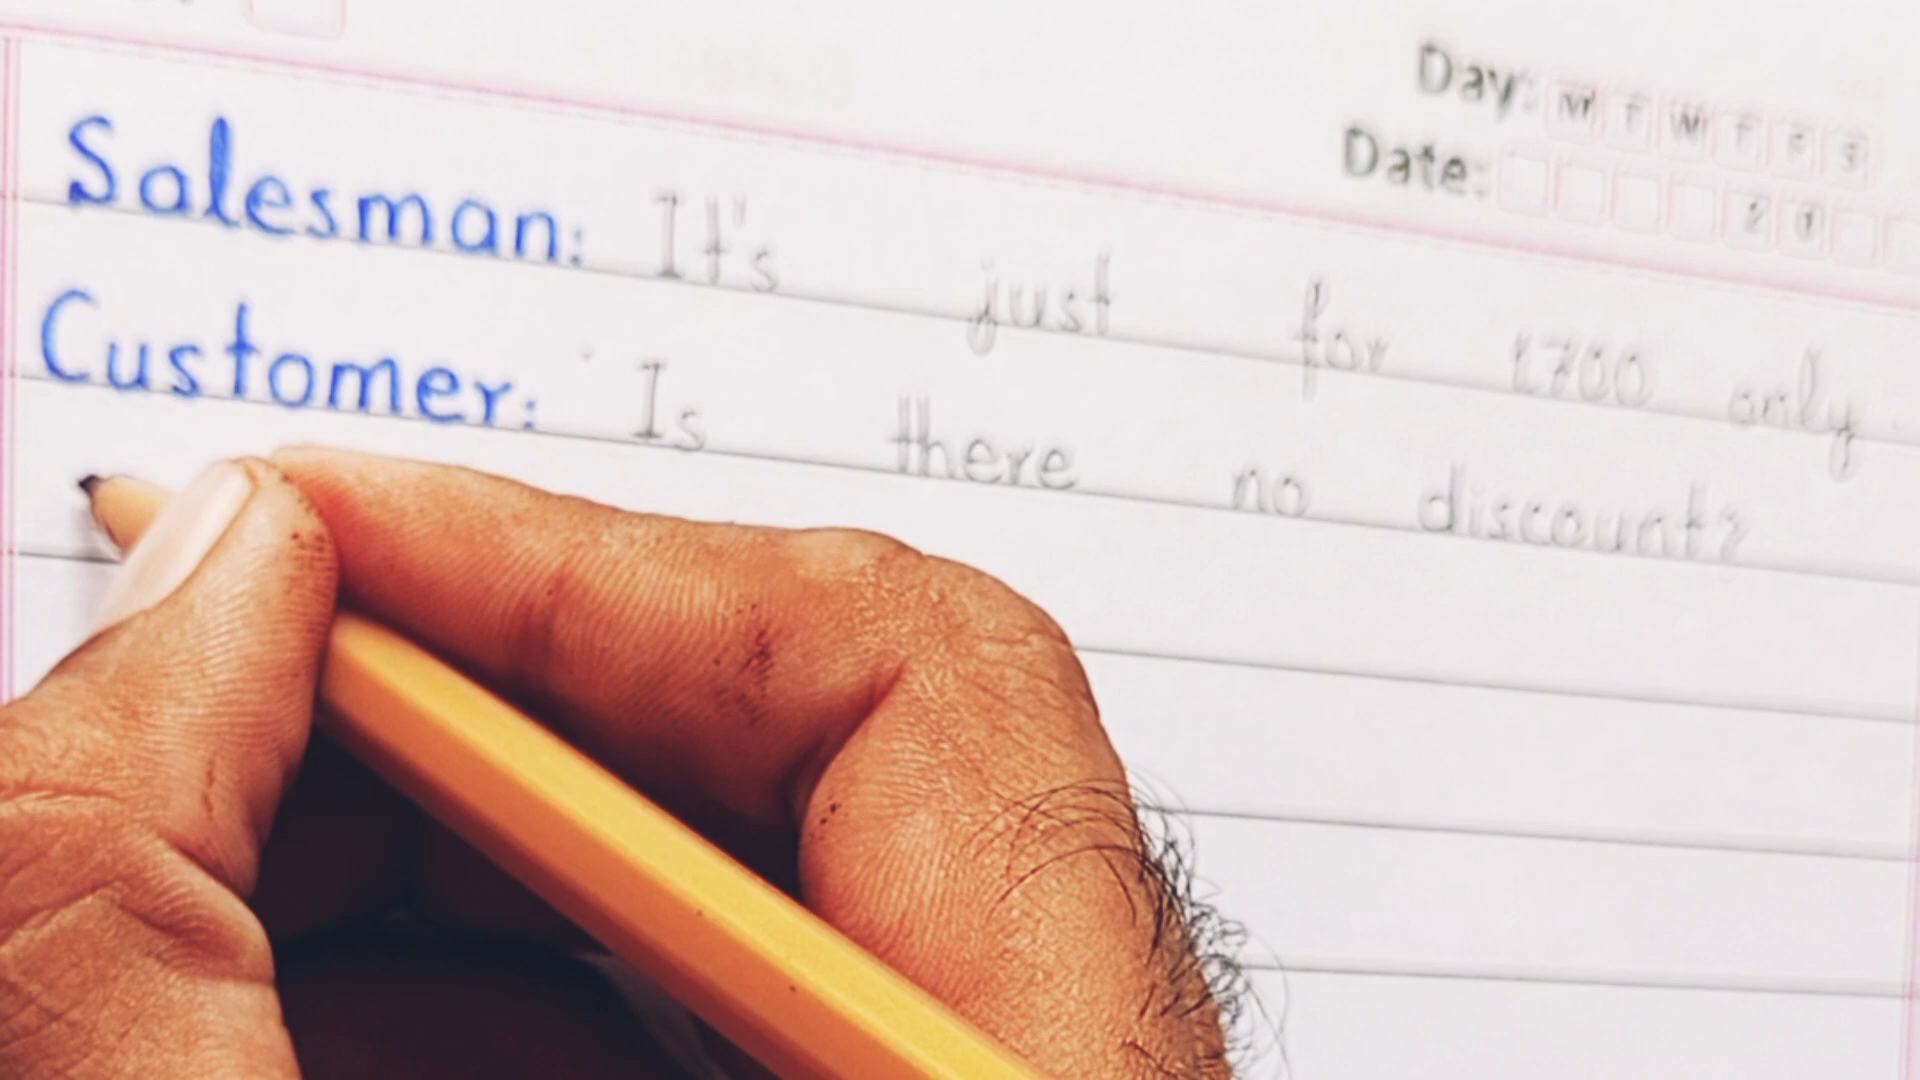 Day: M T W T F S
Date: 2 0
Salesman: It's just for 1700 only.
Customer: Is there no discount?